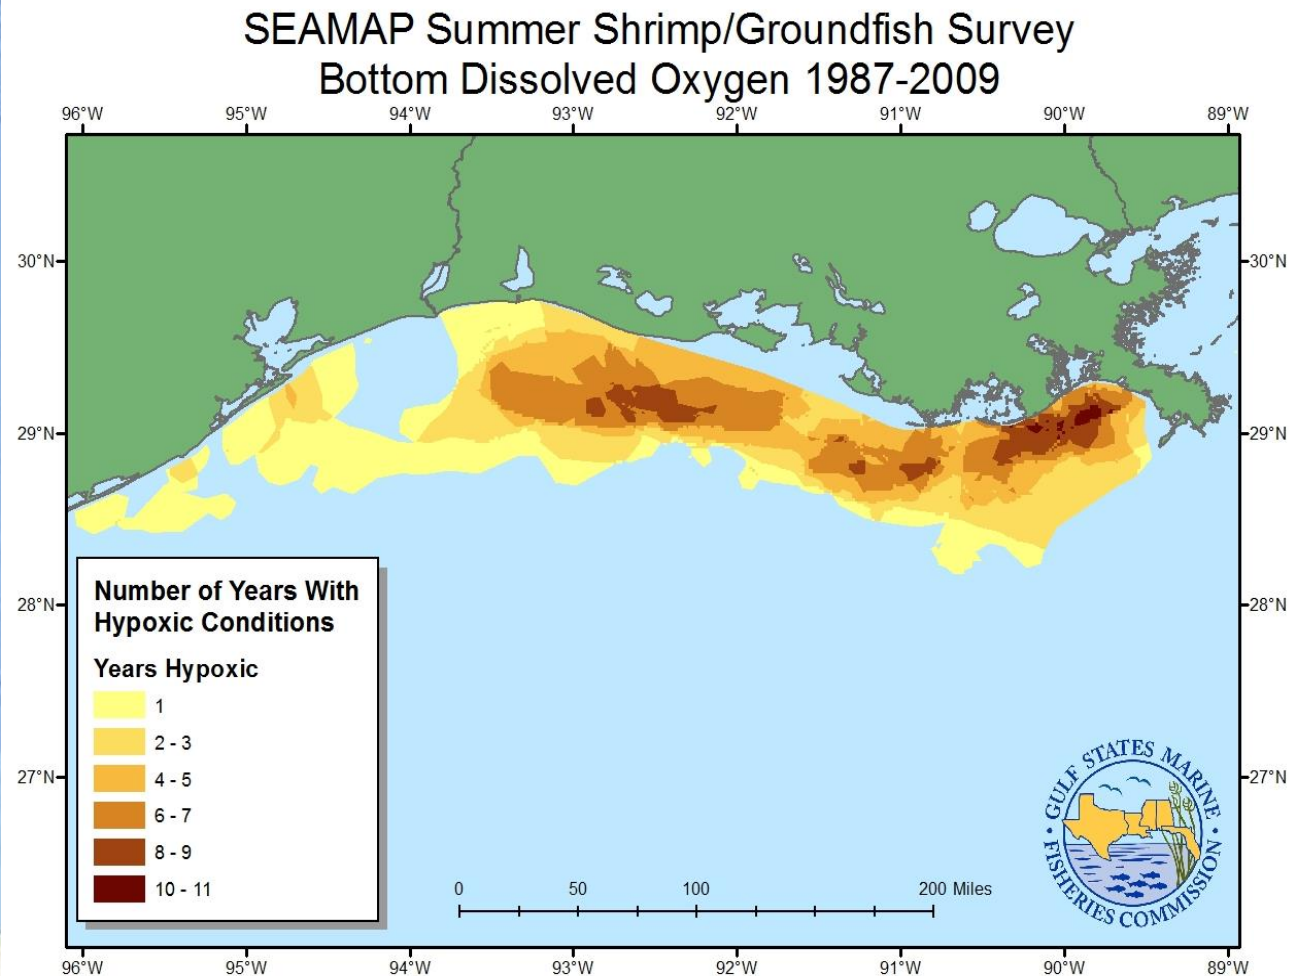 SEAMAP Summer Shrimp/Groundfish Survey
Bottom Dissolved Oxygen 1987-2009
96°W 95°W 94°W 93°W 92°W 91°W 90°W 89°W
30°N 30°N
29°N 29°N
28°N 28°N
Number of Years With
Hypoxic Conditions
Years Hypoxic
1
2 - 3
4 - 5
6 - 7
8 - 9
10 - 11
27°N 27°N
0 50 100 200 Miles
GULF STATES MARINE
FISHERIES COMMISSION
96°W 95°W 94°W 93°W 92°W 91°W 90°W 89°W